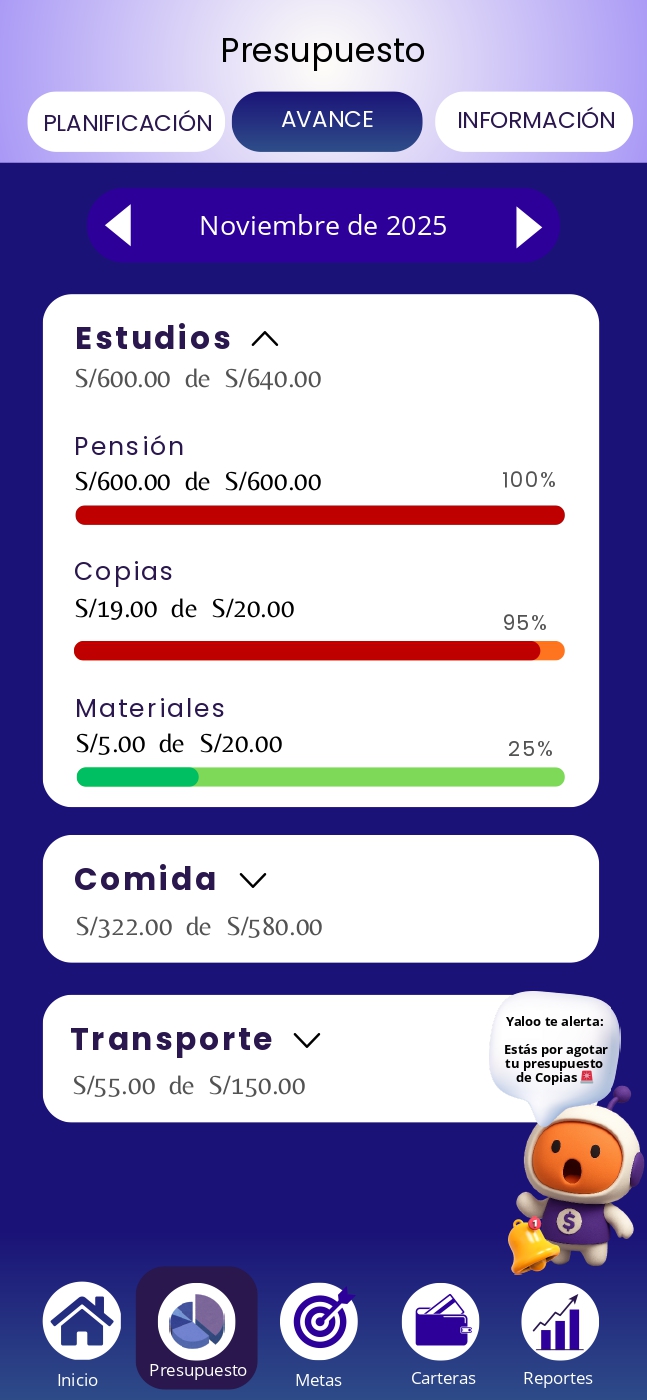 Presupuesto
PLANIFICACIÓN
AVANCE
INFORMACIÓN
Noviembre de 2025
Estudios
S/600.00 de S/640.00
Pensión
S/600.00 de S/600.00
100%
Copias
S/19.00 de S/20.00
95%
Materiales
S/5.00 de S/20.00
25%
Comida
S/322.00 de S/580.00
Transporte
S/55.00 de S/150.00
Yaloo te alerta:
Estás por agotar
tu presupuesto
de Copias 🚨
$
1
Inicio
Presupuesto
Metas
Carteras
Reportes